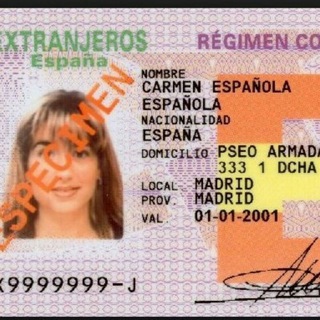 EXTRANJEROS
España
RÉGIMEN CO
NOMBRE
CARMEN ESPAÑOLA
ESPAÑOLA
NACIONALIDAD
ESPAÑA
DOMICILIO PSEO ARMADA
333 1 DCHA
LOCAL MADRID
PROV. MADRID
VAL. 01-01-2001
ESPECIMEN
X9999999-J